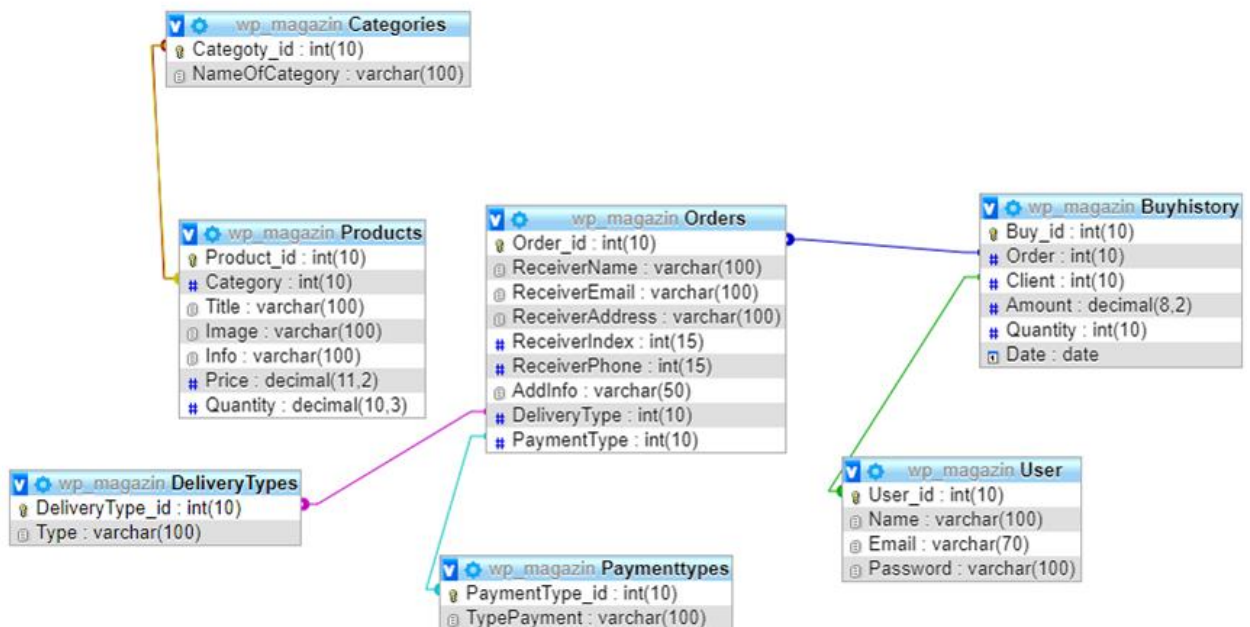 wp_magazin Categories
Categoty_id : int(10)
NameOfCategory : varchar(100)
wp_magazin Products
Product_id : int(10)
Category : int(10)
Title : varchar(100)
Image : varchar(100)
Info : varchar(100)
Price : decimal(11,2)
Quantity : decimal(10,3)
wp_magazin Orders
Order_id : int(10)
ReceiverName : varchar(100)
ReceiverEmail : varchar(100)
ReceiverAddress : varchar(100)
ReceiverIndex : int(15)
ReceiverPhone : int(15)
AddInfo : varchar(50)
DeliveryType : int(10)
PaymentType : int(10)
wp_magazin Buyhistory
Buy_id : int(10)
Order : int(10)
Client : int(10)
Amount : decimal(8,2)
Quantity : int(10)
Date : date
wp_magazin DeliveryTypes
DeliveryType_id : int(10)
Type : varchar(100)
wp_magazin Paymenttypes
PaymentType_id : int(10)
TypePayment : varchar(100)
wp_magazin User
User_id : int(10)
Name : varchar(100)
Email : varchar(70)
Password : varchar(100)